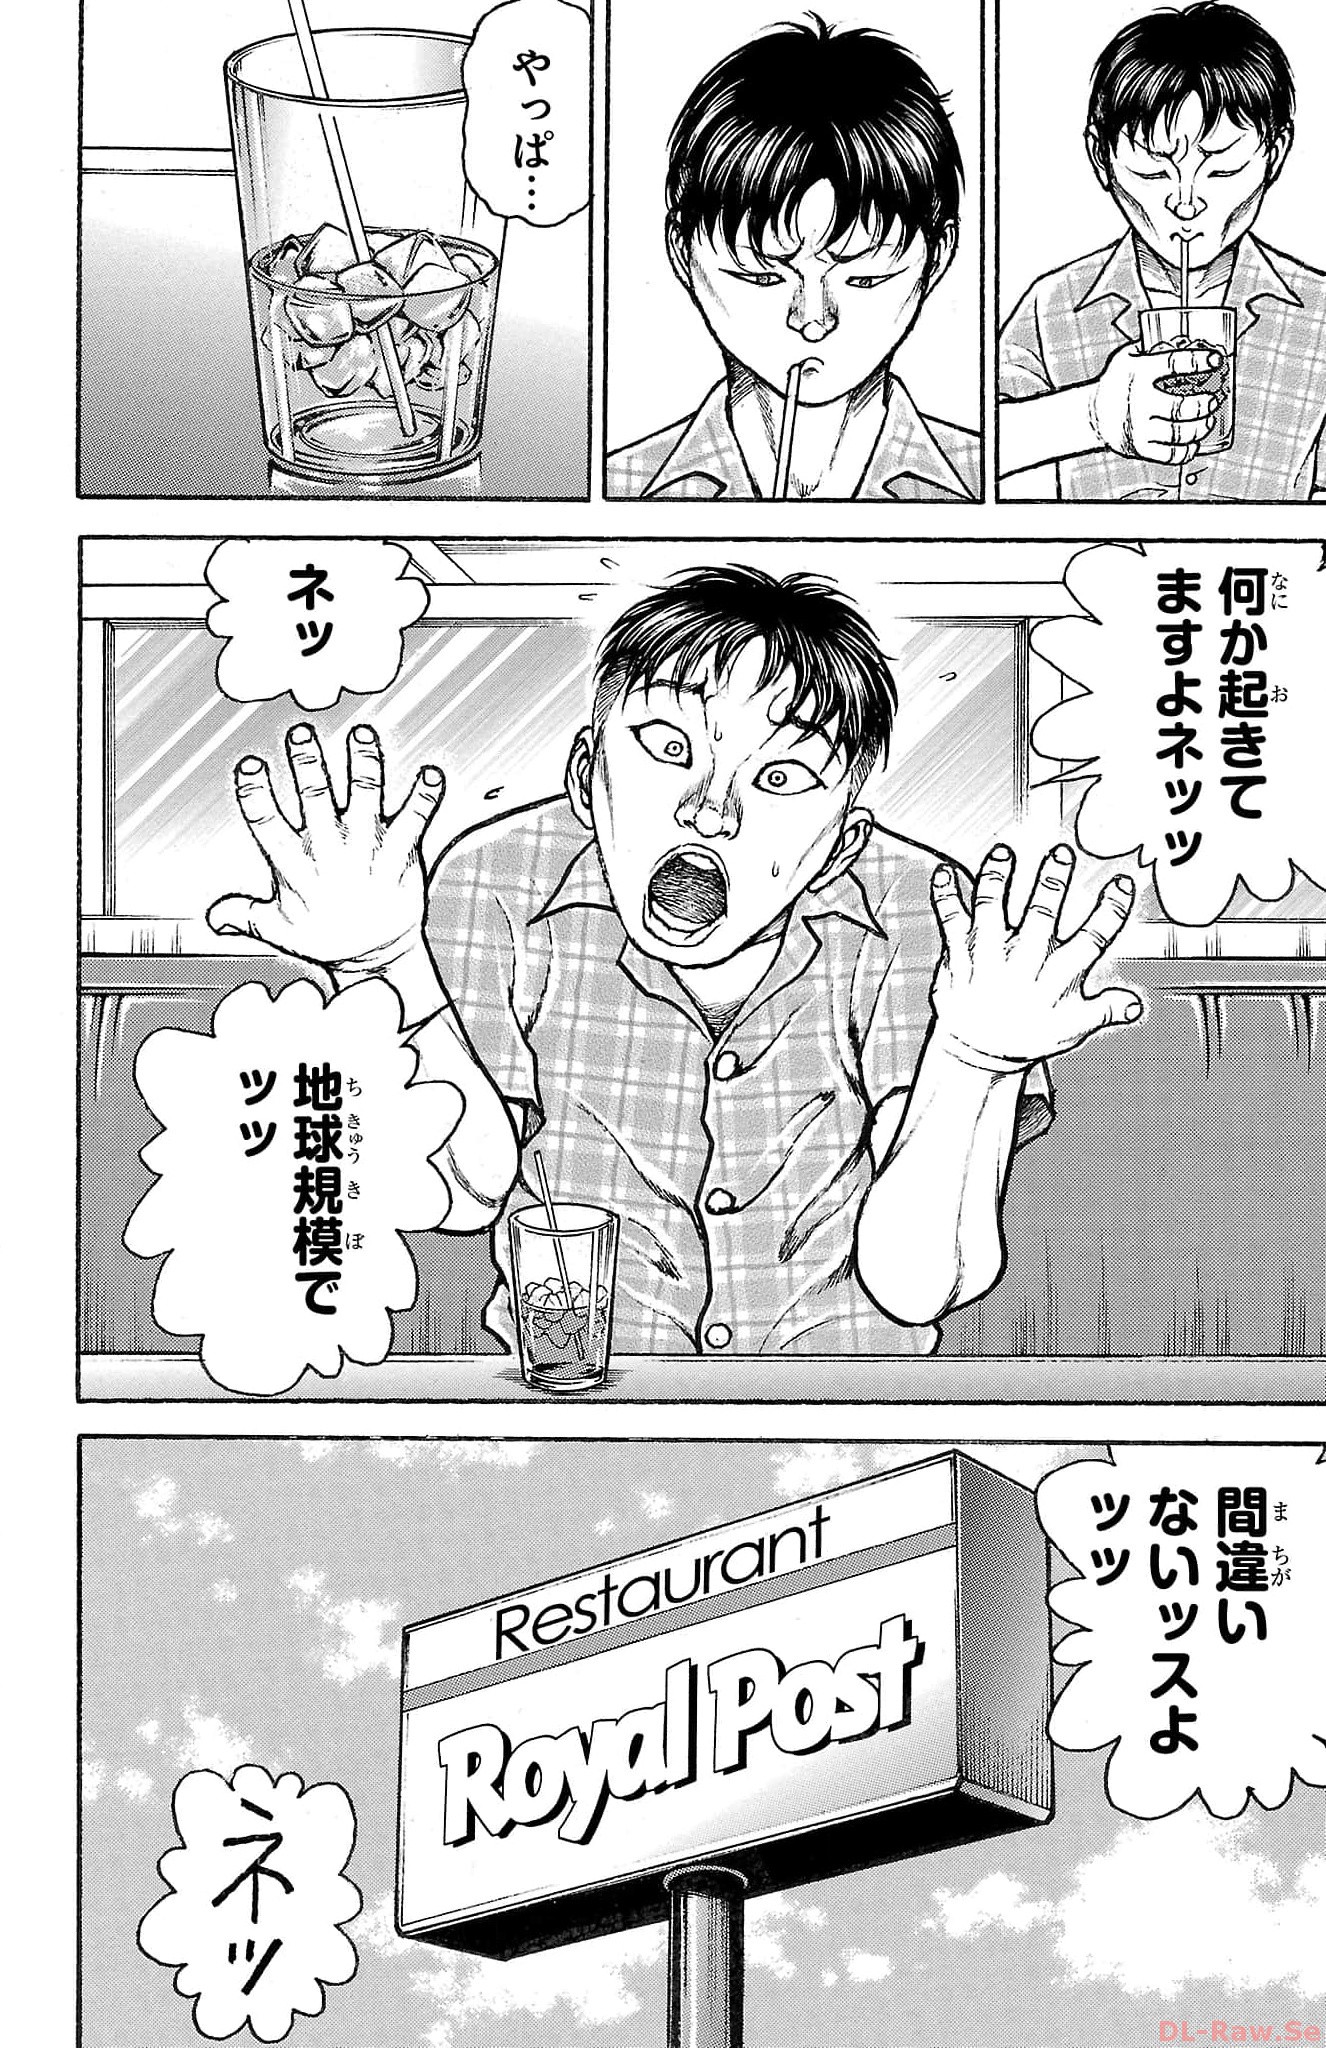 やっぱ…
何か起きて
ますよネッッ
ネッ
地球規模で
ッッ
間違い
ないッスよ
ッッ
Restaurant
Royal Post
ネッ
DL-Raw.Se